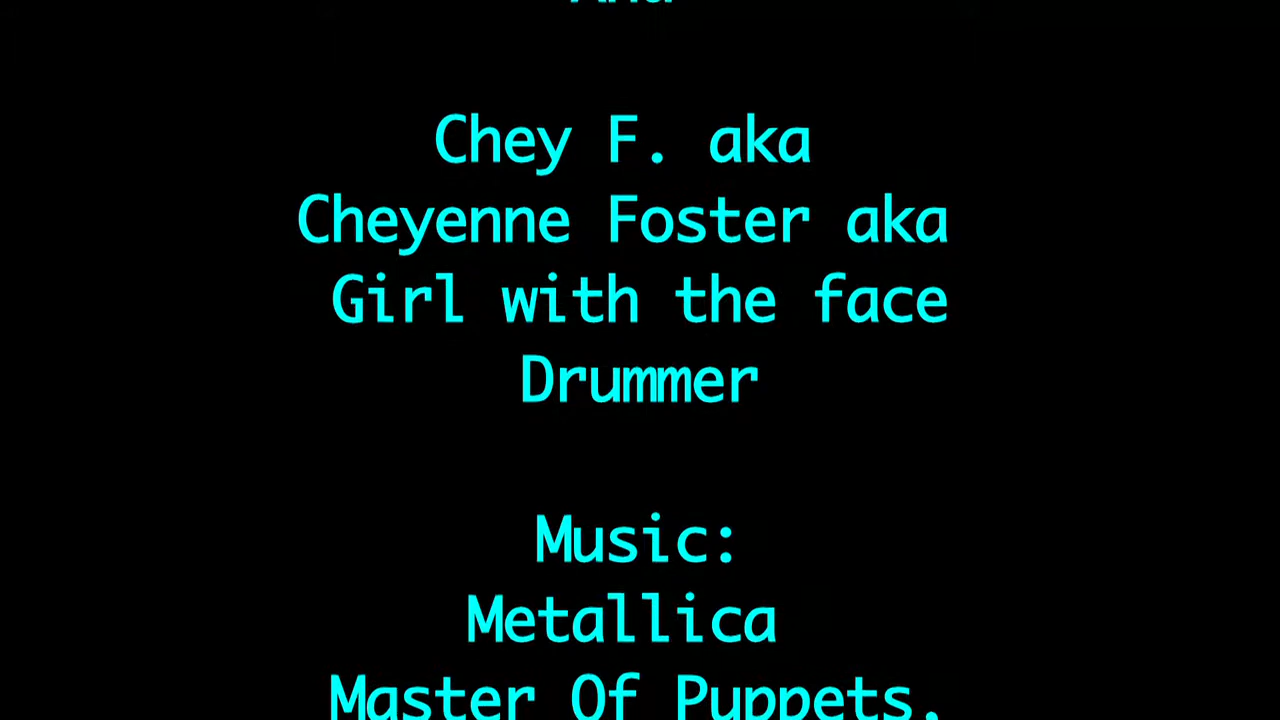 Chey F. aka
Cheyenne Foster aka
Girl with the face
Drummer
Music:
Metallica
Master Of Puppets.